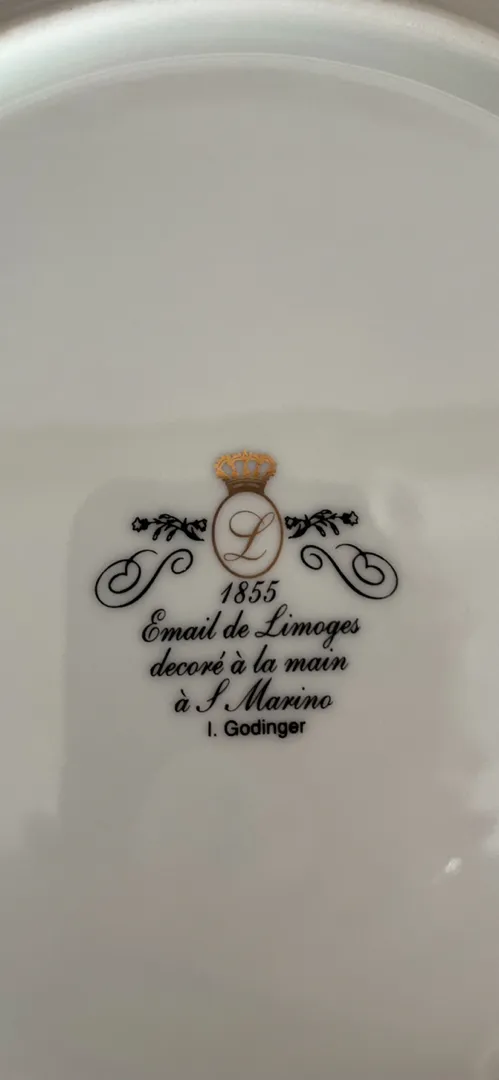 L
1855
Email de Limoges
decoré à la main
à S Marino
I. Godinger